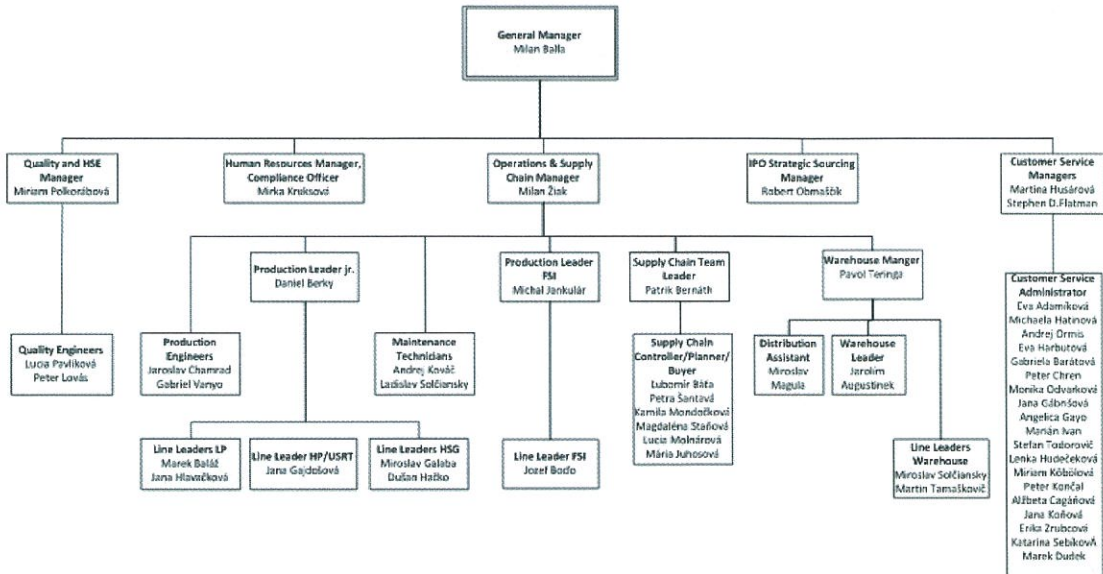 General Manager
Milan Balla
Quality and HSE
Manager
Miriam Polkorábová
Human Resources Manager,
Compliance Officer
Mirka Kruksová
Operations & Supply
Chain Manager
Milan Žiak
IPO Strategic Sourcing
Manager
Robert Obmaščík
Customer Service
Managers
Martina Husárová
Stephen D.Flatman
Production Leader jr.
Daniel Berky
Production Leader
FSI
Michal Jankulár
Supply Chain Team
Leader
Patrik Bernáth
Warehouse Manger
Pavol Teringa
Quality Engineers
Lucia Pavlíková
Peter Lovás
Production
Engineers
Jaroslav Chamrad
Gabriel Vanyo
Maintenance
Technicians
Andrej Kováč
Ladislav Solčiansky
Supply Chain
Controller/Planner/
Buyer
Ľubomír Báťa
Petra Šantavá
Kamila Mondočková
Magdaléna Staňová
Lucia Molnárová
Mária Juhosová
Distribution
Assistant
Miroslav
Magula
Warehouse
Leader
Jarolím
Augustinek
Customer Service
Administrator
Eva Adamíková
Michaela Hatinová
Andrej Ormis
Eva Harbutová
Gabriela Barátová
Peter Chren
Monika Odvarková
Jana Gábrišová
Angelica Gayo
Marián Ivan
Stefan Todorovič
Lenka Hudečeková
Miriam Köbölová
Peter Končal
Alžbeta Cagáňová
Jana Koňová
Erika Zrubcová
Katarina SebíkovÁ
Marek Dudek
Line Leaders LP
Marek Baláž
Jana Hlavačková
Line Leader HP/USRT
Jana Gajdošová
Line Leaders HSG
Miroslav Galaba
Dušan Hačko
Line Leader FSI
Jozef Boďo
Line Leaders
Warehouse
Miroslav Solčiansky
Martin Tamaškovič